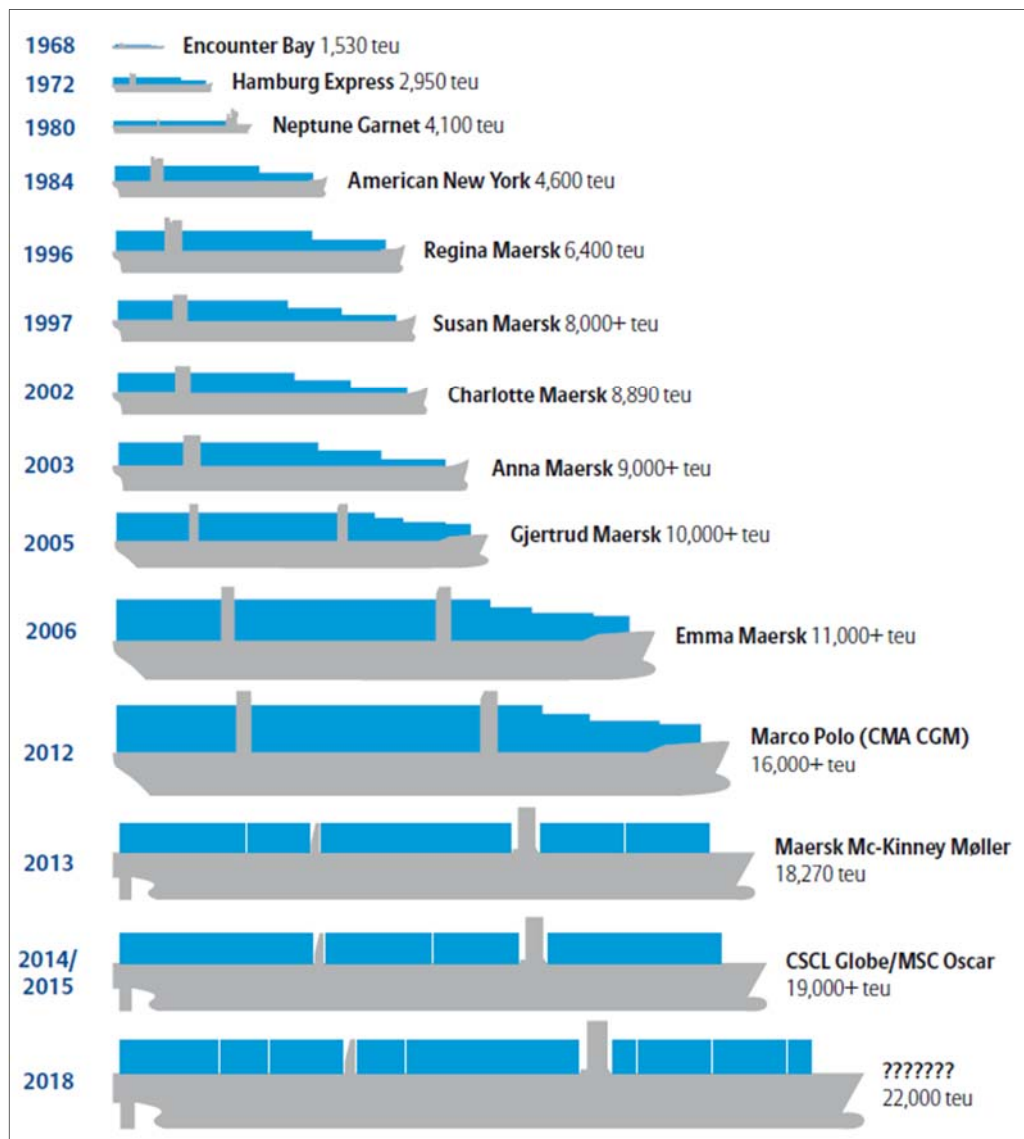 1968 Encounter Bay 1,530 teu
1972 Hamburg Express 2,950 teu
1980 Neptune Garnet 4,100 teu
1984 American New York 4,600 teu
1996 Regina Maersk 6,400 teu
1997 Susan Maersk 8,000+ teu
2002 Charlotte Maersk 8,890 teu
2003 Anna Maersk 9,000+ teu
2005 Gjertrud Maersk 10,000+ teu
2006 Emma Maersk 11,000+ teu
2012 Marco Polo (CMA CGM)
16,000+ teu
2013 Maersk Mc-Kinney Møller
18,270 teu
2014/ CSCL Globe/MSC Oscar
2015 19,000+ teu
2018 ???????
22,000 teu